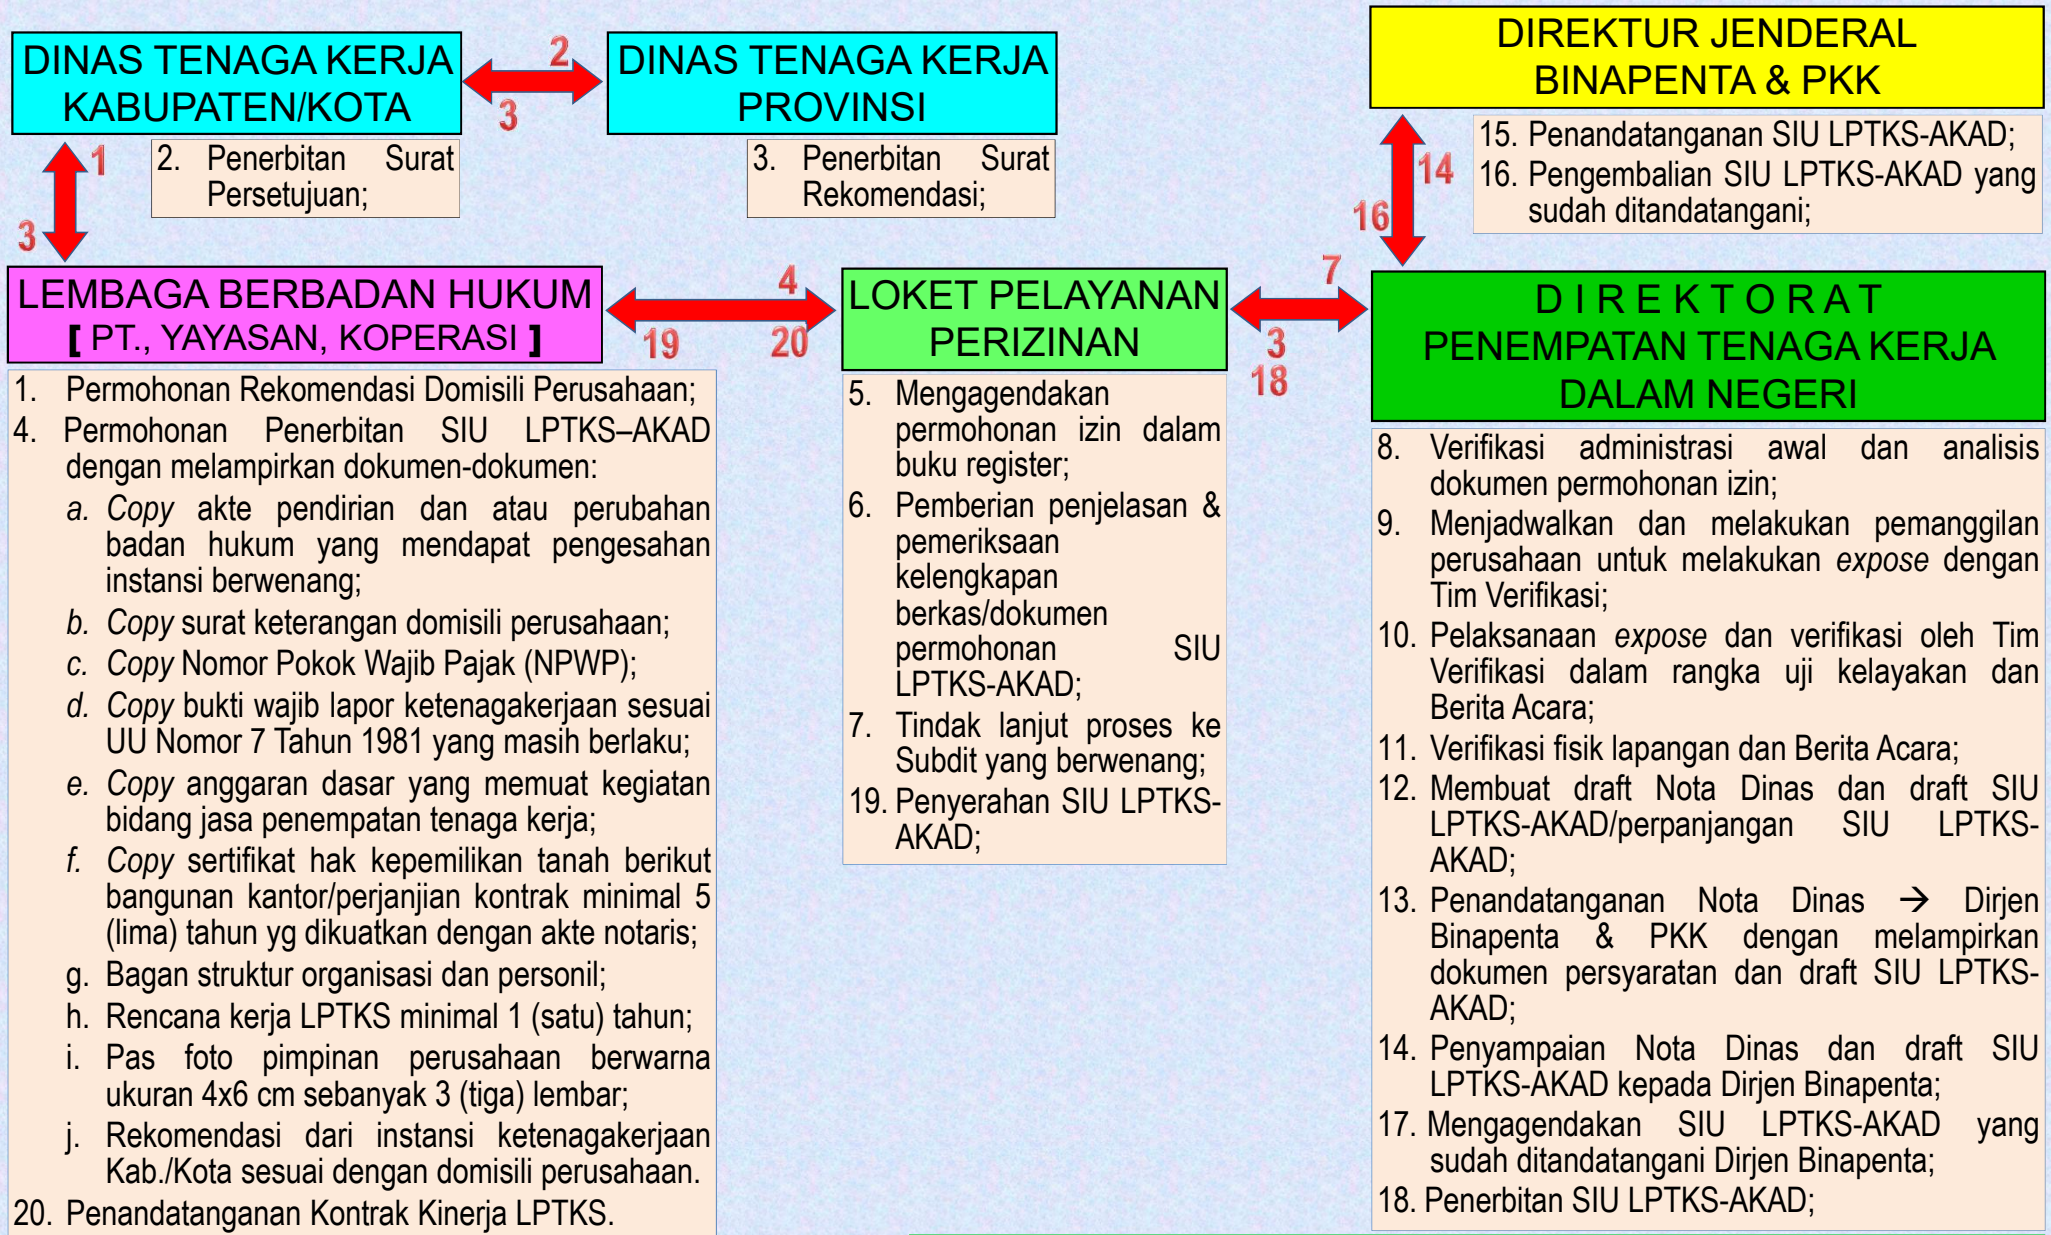 DINAS TENAGA KERJA
KABUPATEN/KOTA
2
3
DINAS TENAGA KERJA
PROVINSI
DIREKTUR JENDERAL
BINAPENTA & PKK
1
3
2. Penerbitan Surat
Persetujuan;
3. Penerbitan Surat
Rekomendasi;
14
16
15. Penandatanganan SIU LPTKS-AKAD;
16. Pengembalian SIU LPTKS-AKAD yang
sudah ditandatangani;
LEMBAGA BERBADAN HUKUM
[ PT., YAYASAN, KOPERASI ]
4
19
20
LOKET PELAYANAN
PERIZINAN
7
3
18
D I R E K T O R A T
PENEMPATAN TENAGA KERJA
DALAM NEGERI
1. Permohonan Rekomendasi Domisili Perusahaan;
4. Permohonan Penerbitan SIU LPTKS–AKAD
dengan melampirkan dokumen-dokumen:
a. Copy akte pendirian dan atau perubahan
badan hukum yang mendapat pengesahan
instansi berwenang;
b. Copy surat keterangan domisili perusahaan;
c. Copy Nomor Pokok Wajib Pajak (NPWP);
d. Copy bukti wajib lapor ketenagakerjaan sesuai
UU Nomor 7 Tahun 1981 yang masih berlaku;
e. Copy anggaran dasar yang memuat kegiatan
bidang jasa penempatan tenaga kerja;
f. Copy sertifikat hak kepemilikan tanah berikut
bangunan kantor/perjanjian kontrak minimal 5
(lima) tahun yg dikuatkan dengan akte notaris;
g. Bagan struktur organisasi dan personil;
h. Rencana kerja LPTKS minimal 1 (satu) tahun;
i. Pas foto pimpinan perusahaan berwarna
ukuran 4x6 cm sebanyak 3 (tiga) lembar;
j. Rekomendasi dari instansi ketenagakerjaan
Kab./Kota sesuai dengan domisili perusahaan.
20. Penandatanganan Kontrak Kinerja LPTKS.
5. Mengagendakan
permohonan izin dalam
buku register;
6. Pemberian penjelasan &
pemeriksaan
kelengkapan
berkas/dokumen
permohonan SIU
LPTKS-AKAD;
7. Tindak lanjut proses ke
Subdit yang berwenang;
19. Penyerahan SIU LPTKS-
AKAD;
8. Verifikasi administrasi awal dan analisis
dokumen permohonan izin;
9. Menjadwalkan dan melakukan pemanggilan
perusahaan untuk melakukan expose dengan
Tim Verifikasi;
10. Pelaksanaan expose dan verifikasi oleh Tim
Verifikasi dalam rangka uji kelayakan dan
Berita Acara;
11. Verifikasi fisik lapangan dan Berita Acara;
12. Membuat draft Nota Dinas dan draft SIU
LPTKS-AKAD/perpanjangan SIU LPTKS-
AKAD;
13. Penandatanganan Nota Dinas → Dirjen
Binapenta & PKK dengan melampirkan
dokumen persyaratan dan draft SIU LPTKS-
AKAD;
14. Penyampaian Nota Dinas dan draft SIU
LPTKS-AKAD kepada Dirjen Binapenta;
17. Mengagendakan SIU LPTKS-AKAD yang
sudah ditandatangani Dirjen Binapenta;
18. Penerbitan SIU LPTKS-AKAD;